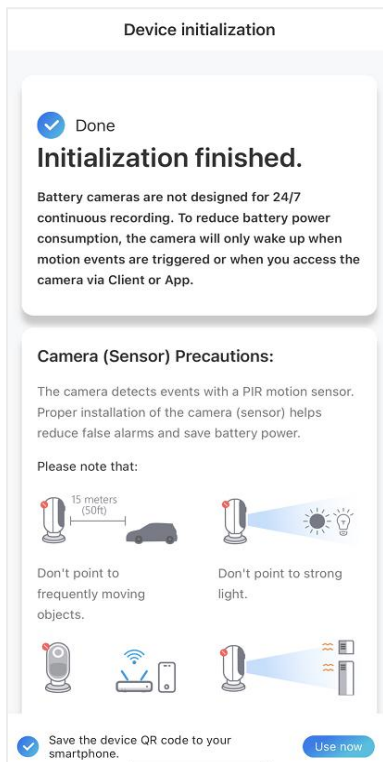 Device initialization
Done
Initialization finished.
Battery cameras are not designed for 24/7
continuous recording. To reduce battery power
consumption, the camera will only wake up when
motion events are triggered or when you access the
camera via Client or App.
Camera (Sensor) Precautions:
The camera detects events with a PIR motion sensor.
Proper installation of the camera (sensor) helps
reduce false alarms and save battery power.
Please note that:
15 meters
(50ft)
Don't point to
frequently moving
objects.
Don't point to strong
light.
Save the device QR code to your
smartphone.
Use now